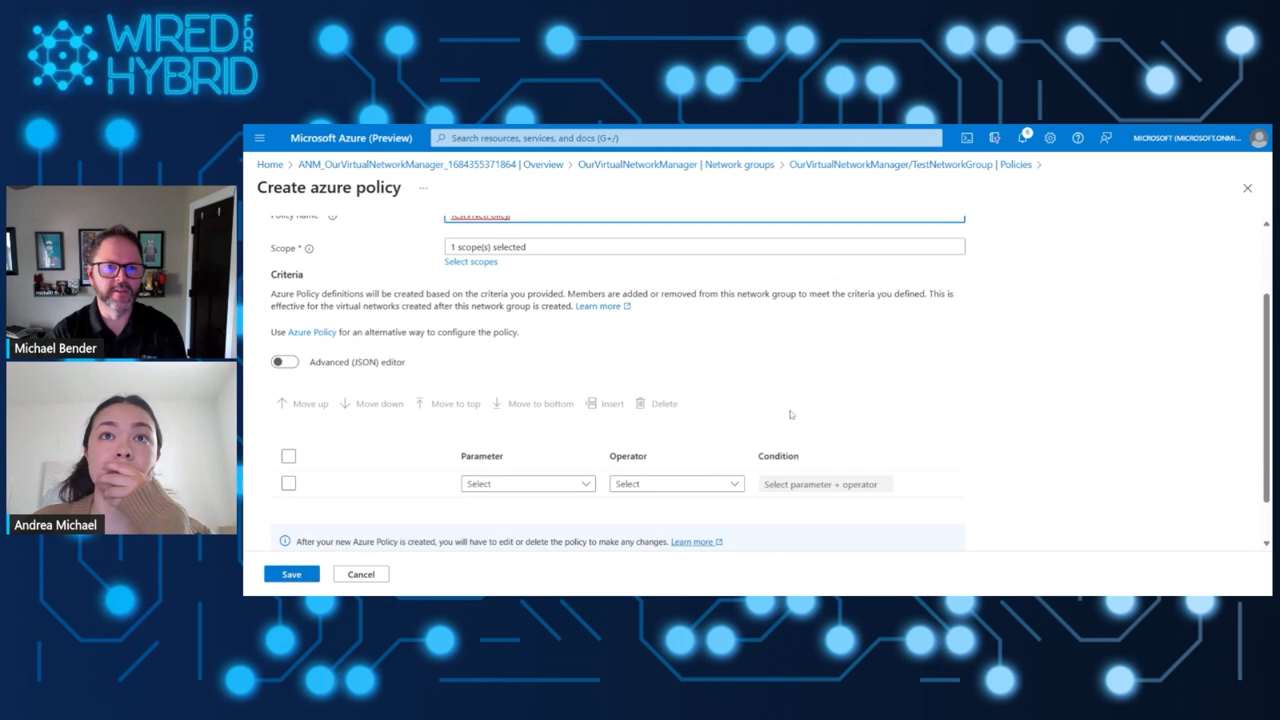 WIRED FOR
HYBRID
Microsoft Azure (Preview)
Search resources, services, and docs (G+/)
6
MICROSOFT (MICROSOFT.ONMI...
Home > ANM_OurVirtualNetworkManager_1684355371864 | Overview > OurVirtualNetworkManager | Network groups > OurVirtualNetworkManager/TestNetworkGroup | Policies >
Create azure policy ...
Policy name
Scope *
1 scope(s) selected
Select scopes
Criteria
Azure Policy definitions will be created based on the criteria you provided. Members are added or removed from this network group to meet the criteria you defined. This is
effective for the virtual networks created after this network group is created. Learn more
Use Azure Policy for an alternative way to configure the policy.
Advanced (JSON) editor
Move up Move down Move to top Move to bottom Insert Delete
Parameter Operator Condition
Select Select Select parameter + operator
After your new Azure Policy is created, you will have to edit or delete the policy to make any changes. Learn more
Save Cancel
Michael Bender
Andrea Michael